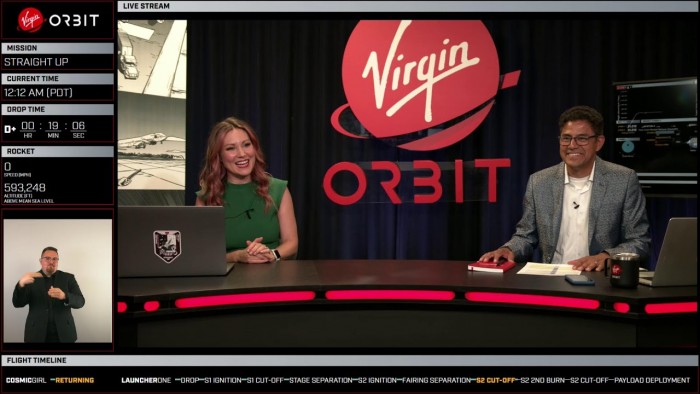 Virgin ORBIT
LIVE STREAM
MISSION
STRAIGHT UP
CURRENT TIME
12:12 AM (PDT)
DROP TIME
D+ 00 : 19 : 06
HR MIN SEC
ROCKET
0
SPEED (MPH)
593,248
ALTITUDE (FT)
ABOVE MEAN SEA LEVEL
Virgin
ORBIT
FLIGHT TIMELINE
COSMICGIRL RETURNING LAUNCHERONE DROP S1 IGNITION S1 CUT-OFF STAGE SEPARATION S2 IGNITION FAIRING SEPARATION S2 CUT-OFF S2 2ND BURN S2 CUT-OFF PAYLOAD DEPLOYMENT